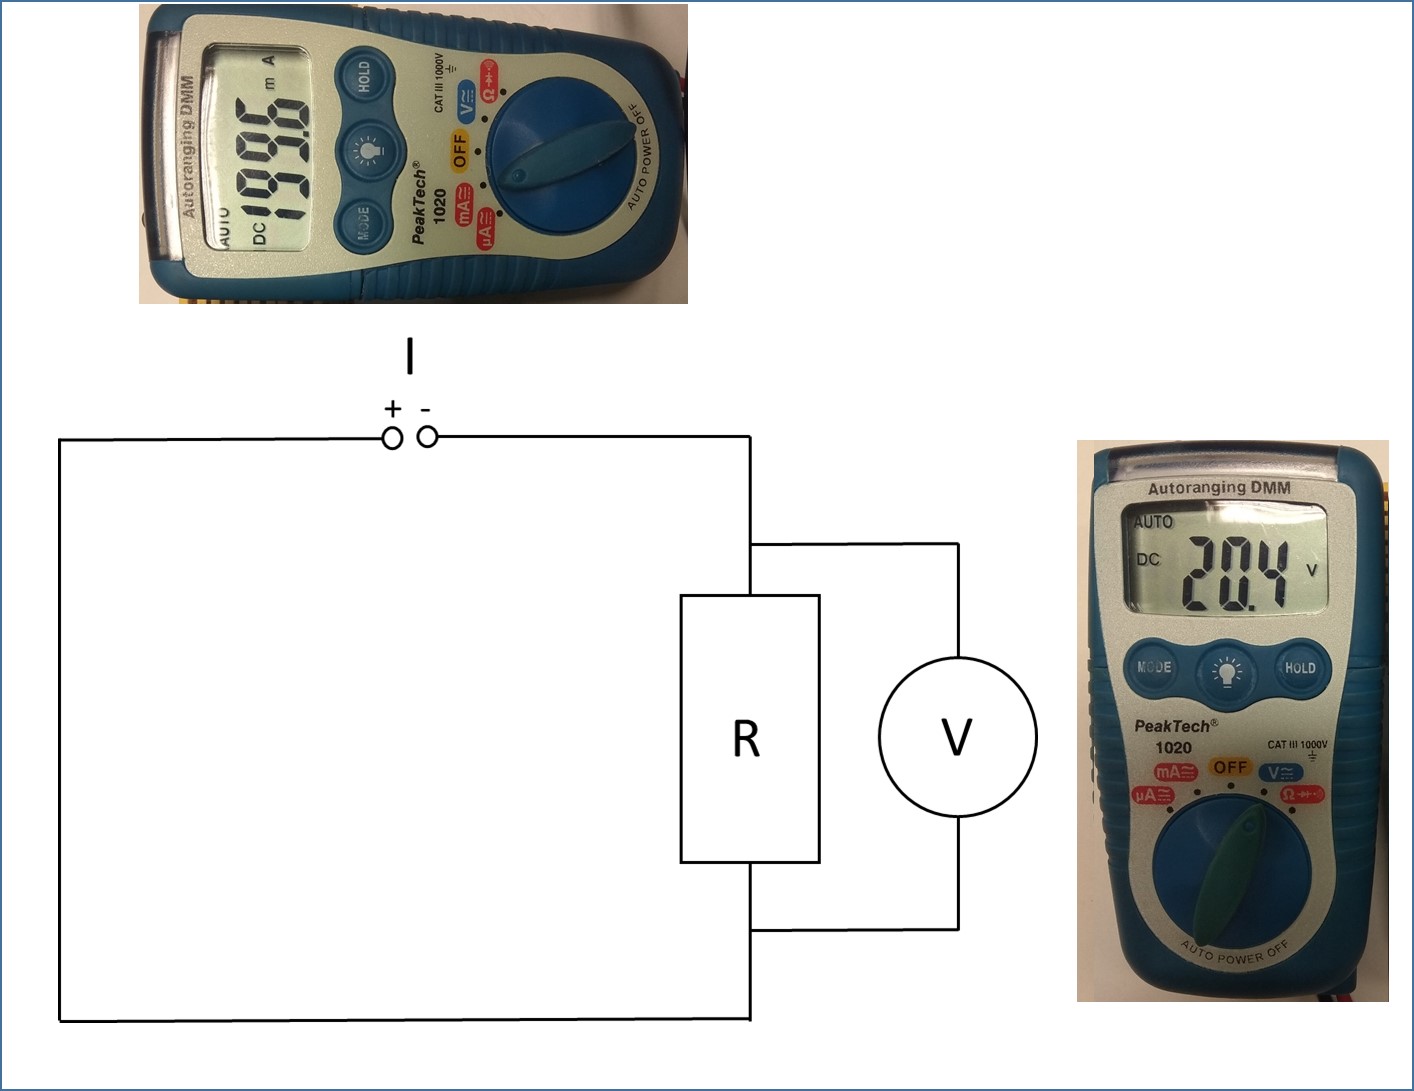 Autoranging DMM
AUTO
DC 199.6 m A
MODE
HOLD
PeakTech®
1020
CAT III 1000V
µA
mA
OFF
V
Ω
AUTO POWER OFF
I
+ -
R
V
Autoranging DMM
AUTO
DC 20.4 V
MODE HOLD
PeakTech®
1020 CAT III 1000V
mA OFF V
µA Ω
AUTO POWER OFF